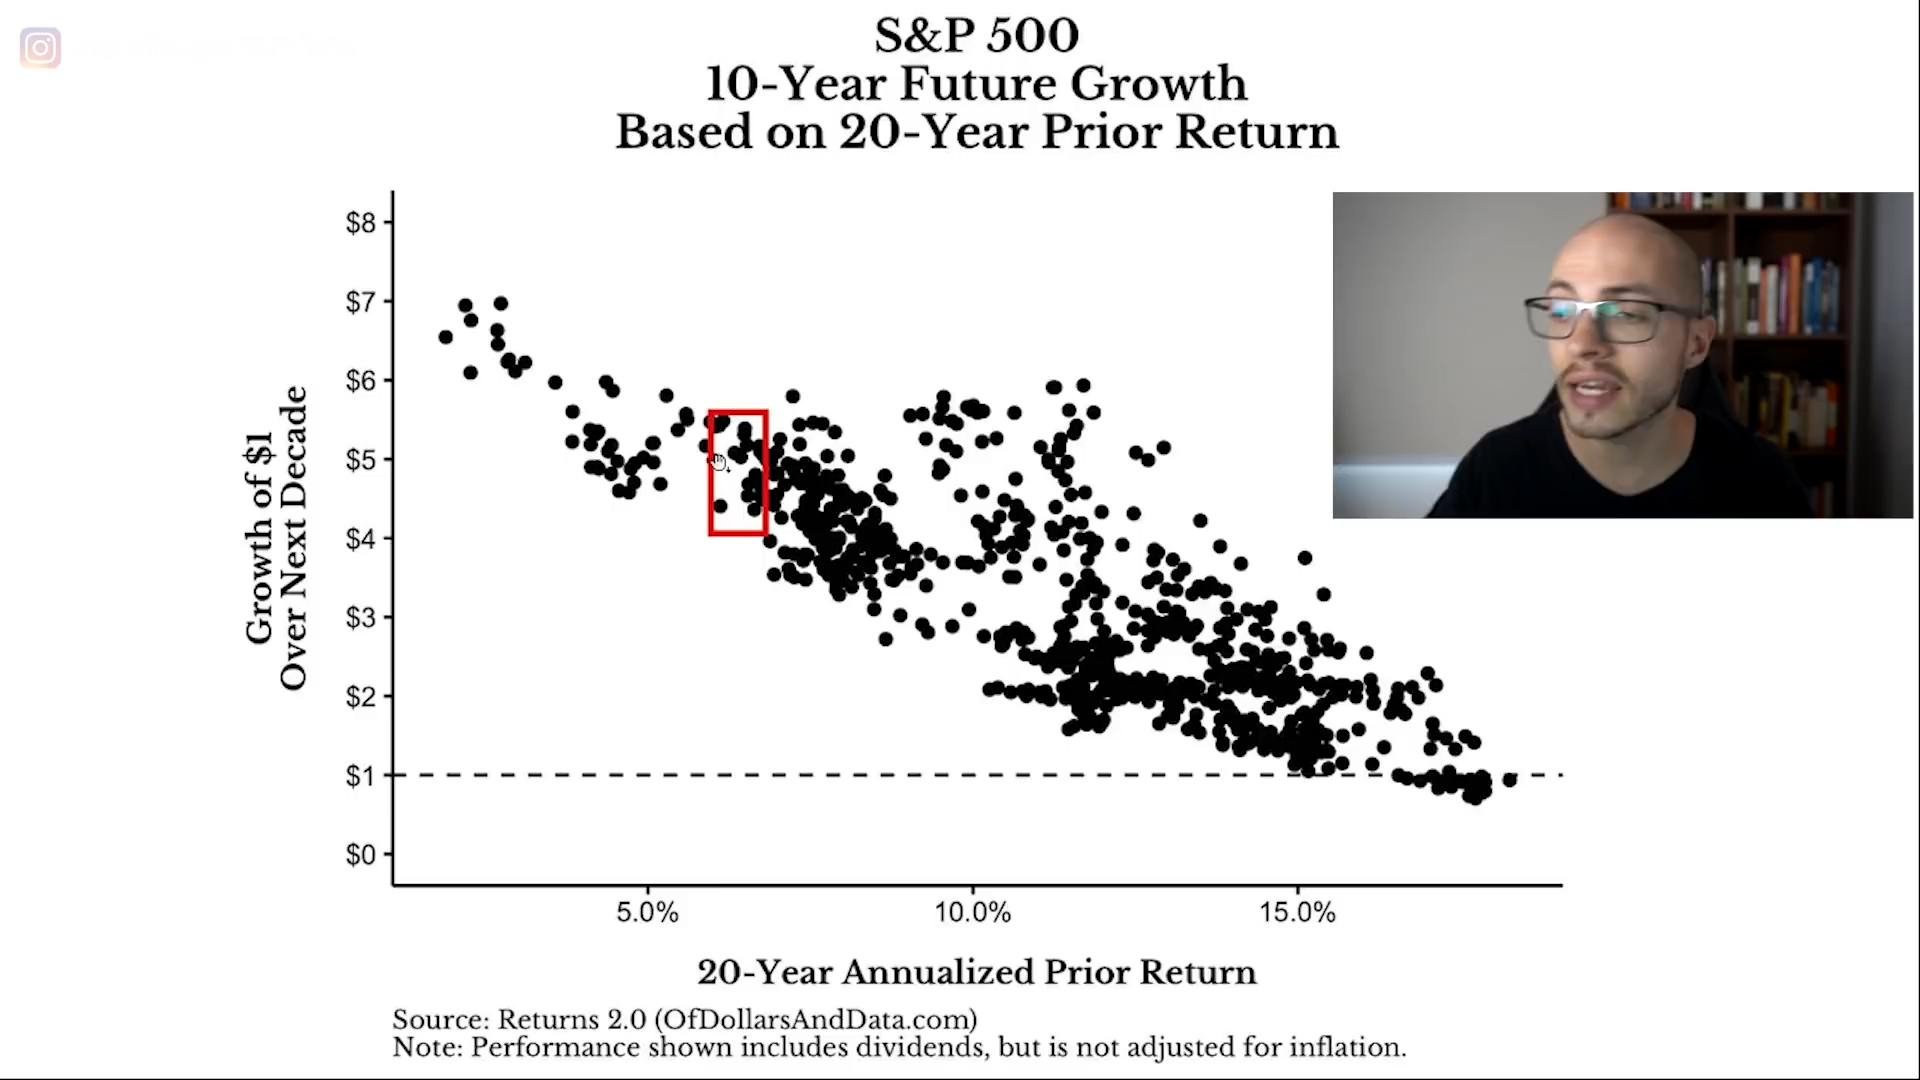 S&P 500
10-Year Future Growth
Based on 20-Year Prior Return
$8
$7
$6
$5
$4
$3
$2
$1
$0
Growth of $1
Over Next Decade
5.0%
10.0%
15.0%
20-Year Annualized Prior Return
Source: Returns 2.0 (OfDollarsAndData.com)
Note: Performance shown includes dividends, but is not adjusted for inflation.